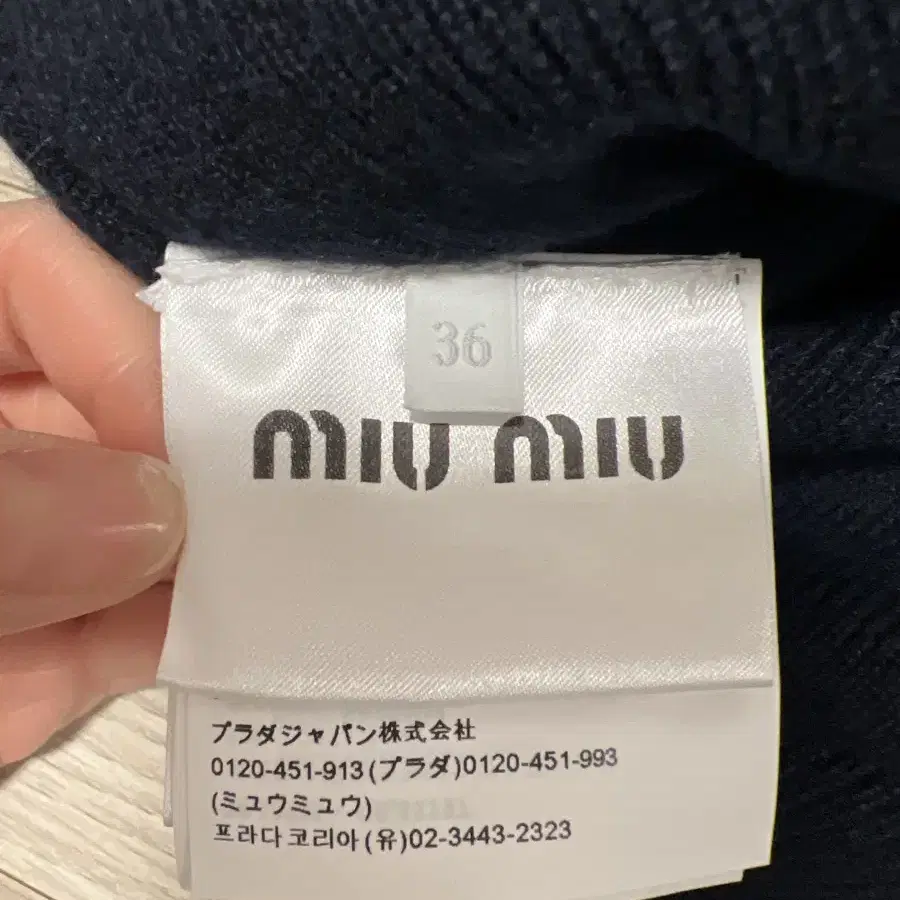 36
miu miu
プラダジャパン株式会社
0120-451-913(プラダ)0120-451-993
(ミュウミュウ)
프라다코리아(유)02-3443-2323